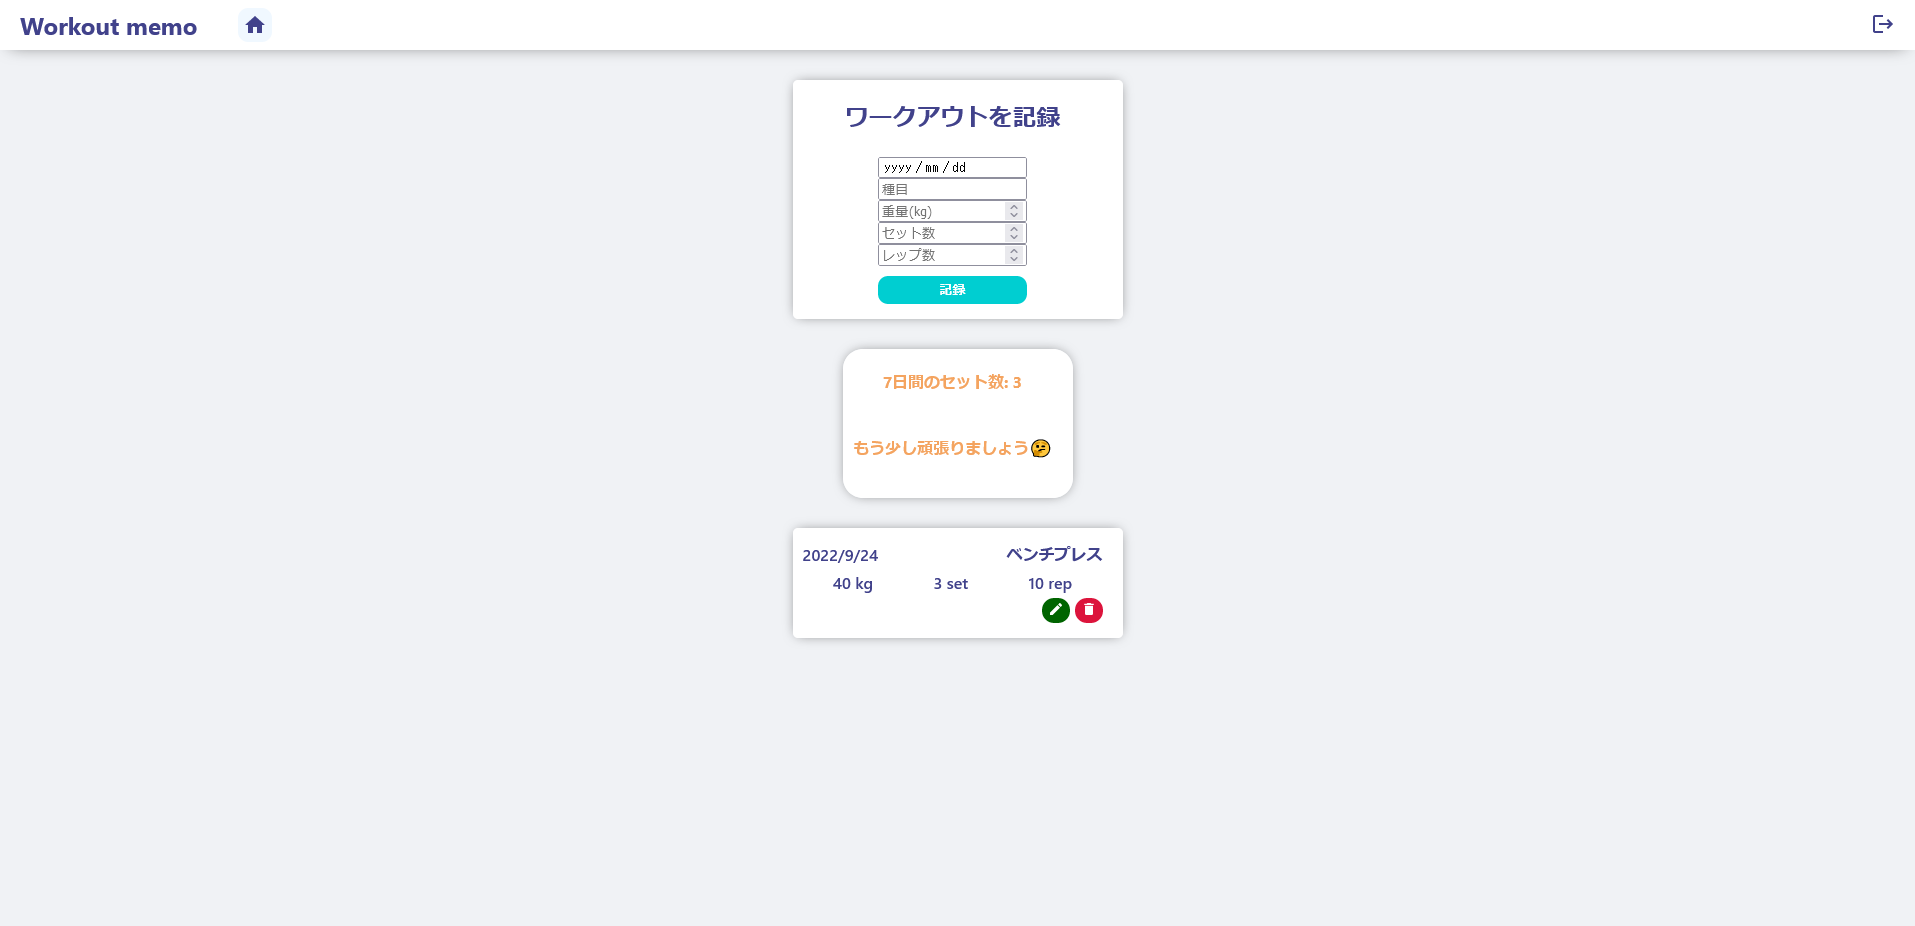 Workout memo
ワークアウトを記録
yyyy / mm / dd
種目
重量(kg)
セット数
レップ数
記録
7日間のセット数: 3
もう少し頑張りましょう🤔
2022/9/24 ベンチプレス
40 kg 3 set 10 rep